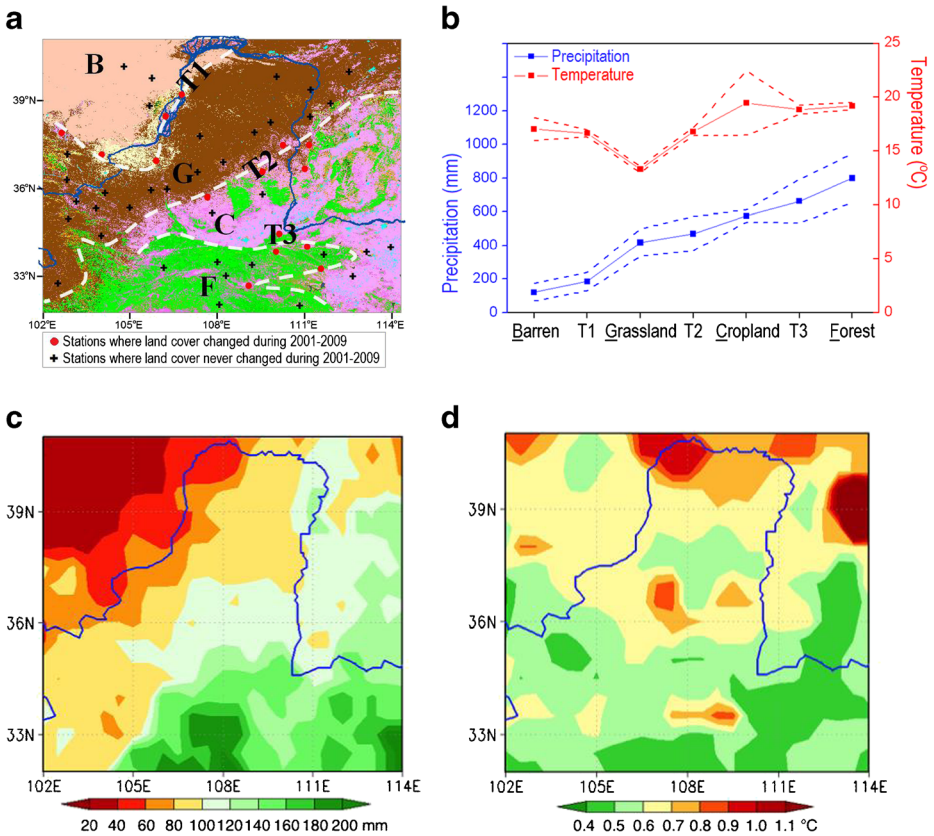 a
B
T1
39°N
G
T2
36°N
C
T3
33°N
F
102°E 105°E 108°E 111°E 114°E
Stations where land cover changed during 2001-2009
Stations where land cover never changed during 2001-2009
b
Precipitation
Temperature
25
20
15
10
5
0
1200
1000
800
600
400
200
0
Precipitation (mm)
Temperature (ºC)
Barren T1 Grassland T2 Cropland T3 Forest
c
39N
36N
33N
102E 105E 108E 111E 114E
20 40 60 80 100 120 140 160 180 200 mm
d
39N
36N
33N
102E 105E 108E 111E 114E
0.4 0.5 0.6 0.7 0.8 0.9 1.0 1.1 °C